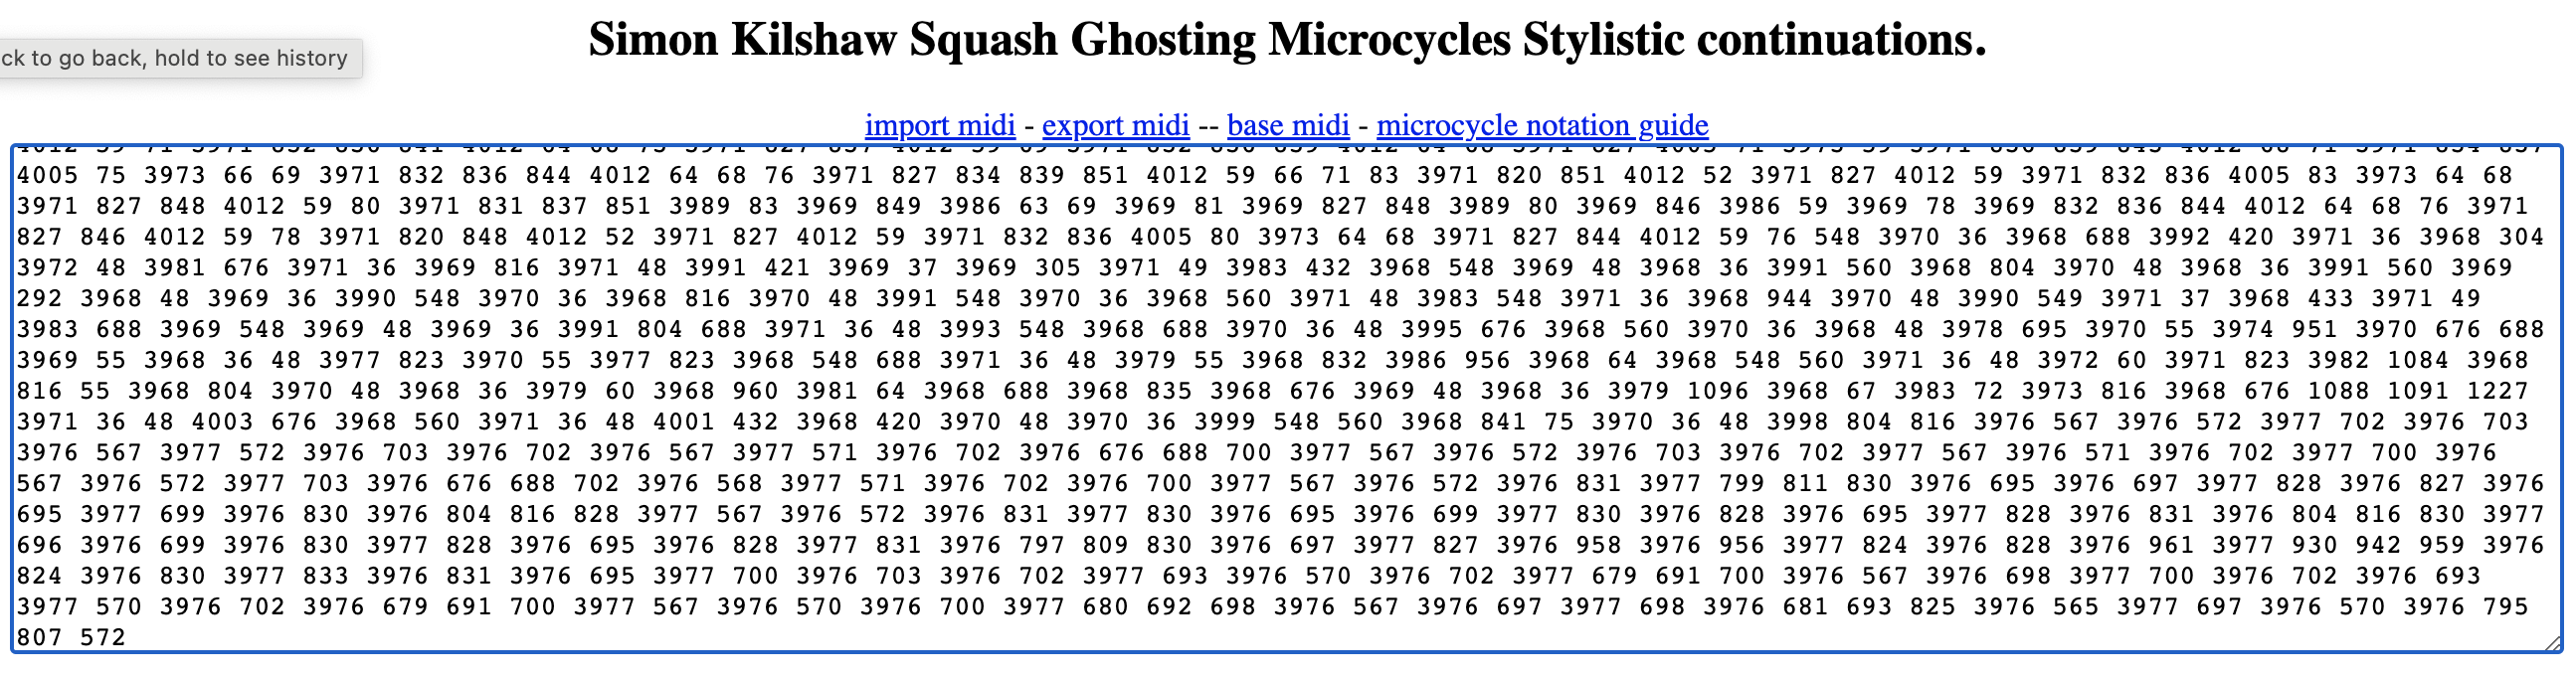 Simon Kilshaw Squash Ghosting Microcycles Stylistic continuations.
ck to go back, hold to see history
import midi - export midi -- base midi - microcycle notation guide
4005 75 3973 66 69 3971 832 836 844 4012 64 68 76 3971 827 834 839 851 4012 59 66 71 83 3971 820 851 4012 52 3971 827 4012 59 3971 832 836 4005 83 3973 64 68
3971 827 848 4012 59 80 3971 831 837 851 3989 83 3969 849 3986 63 69 3969 81 3969 827 848 3989 80 3969 846 3986 59 3969 78 3969 832 836 844 4012 64 68 76 3971
827 846 4012 59 78 3971 820 848 4012 52 3971 827 4012 59 3971 832 836 4005 80 3973 64 68 3971 827 844 4012 59 76 548 3970 36 3968 688 3992 420 3971 36 3968 304
3972 48 3981 676 3971 36 3969 816 3971 48 3991 421 3969 37 3969 305 3971 49 3983 432 3968 548 3969 48 3968 36 3991 560 3968 804 3970 48 3968 36 3991 560 3969
292 3968 48 3969 36 3990 548 3970 36 3968 816 3970 48 3991 548 3970 36 3968 560 3971 48 3983 548 3971 36 3968 944 3970 48 3990 549 3971 37 3968 433 3971 49
3983 688 3969 548 3969 48 3969 36 3991 804 688 3971 36 48 3993 548 3968 688 3970 36 48 3995 676 3968 560 3970 36 3968 48 3978 695 3970 55 3974 951 3970 676 688
3969 55 3968 36 48 3977 823 3970 55 3977 823 3968 548 688 3971 36 48 3979 55 3968 832 3986 956 3968 64 3968 548 560 3971 36 48 3972 60 3971 823 3982 1084 3968
816 55 3968 804 3970 48 3968 36 3979 60 3968 960 3981 64 3968 688 3968 835 3968 676 3969 48 3968 36 3979 1096 3968 67 3983 72 3973 816 3968 676 1088 1091 1227
3971 36 48 4003 676 3968 560 3971 36 48 4001 432 3968 420 3970 48 3970 36 3999 548 560 3968 841 75 3970 36 48 3998 804 816 3976 567 3976 572 3977 702 3976 703
3976 567 3977 572 3976 703 3976 702 3976 567 3977 571 3976 702 3976 676 688 700 3977 567 3976 572 3976 703 3976 702 3977 567 3976 571 3976 702 3977 700 3976
567 3976 572 3977 703 3976 676 688 702 3976 568 3977 571 3976 702 3976 700 3977 567 3976 572 3976 831 3977 799 811 830 3976 695 3976 697 3977 828 3976 827 3976
695 3977 699 3976 830 3976 804 816 828 3977 567 3976 572 3976 831 3977 830 3976 695 3976 699 3977 830 3976 828 3976 695 3977 828 3976 831 3976 804 816 830 3977
696 3976 699 3976 830 3977 828 3976 695 3976 828 3977 831 3976 797 809 830 3976 697 3977 827 3976 958 3976 956 3977 824 3976 828 3976 961 3977 930 942 959 3976
824 3976 830 3977 833 3976 831 3976 695 3977 700 3976 703 3976 702 3977 693 3976 570 3976 702 3977 679 691 700 3976 567 3976 698 3977 700 3976 702 3976 693
3977 570 3976 702 3976 679 691 700 3977 567 3976 570 3976 700 3977 680 692 698 3976 567 3976 697 3977 698 3976 681 693 825 3976 565 3977 697 3976 570 3976 795
807 572